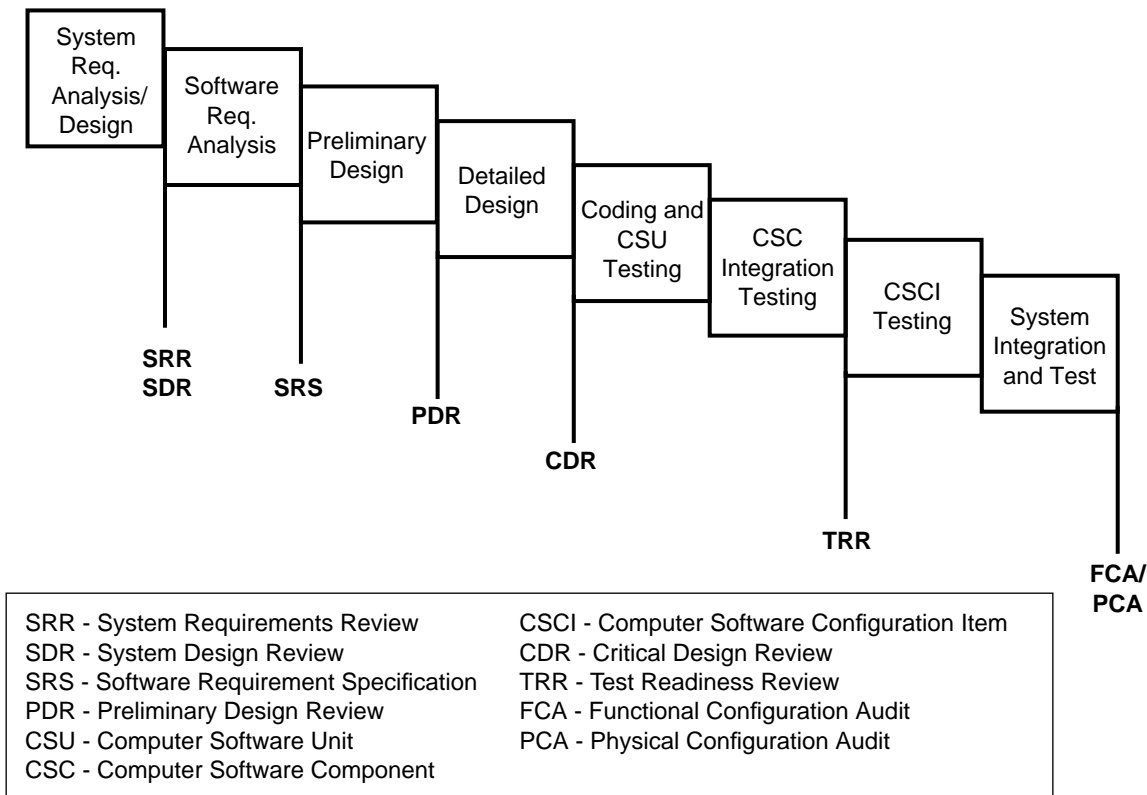 System
Req.
Analysis/
Design
Software
Req.
Analysis
Preliminary
Design
Detailed
Design
Coding and
CSU
Testing
CSC
Integration
Testing
CSCI
Testing
System
Integration
and Test
SRR
SDR
SRS
PDR
CDR
TRR
FCA/
PCA
SRR - System Requirements Review
SDR - System Design Review
SRS - Software Requirement Specification
PDR - Preliminary Design Review
CSU - Computer Software Unit
CSC - Computer Software Component
CSCI - Computer Software Configuration Item
CDR - Critical Design Review
TRR - Test Readiness Review
FCA - Functional Configuration Audit
PCA - Physical Configuration Audit